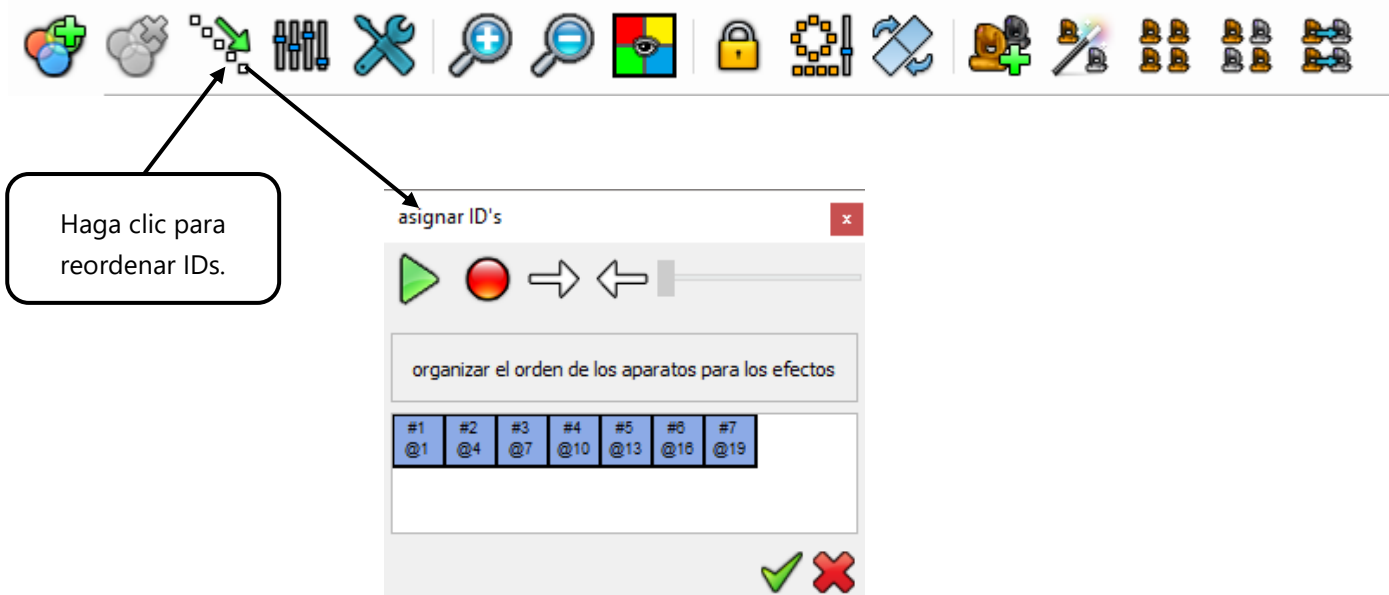 Haga clic para
reordenar IDs.
asignar ID's
x
organizar el orden de los aparatos para los efectos
#1 #2 #3 #4 #5 #6 #7
@1 @4 @7 @10 @13 @16 @19